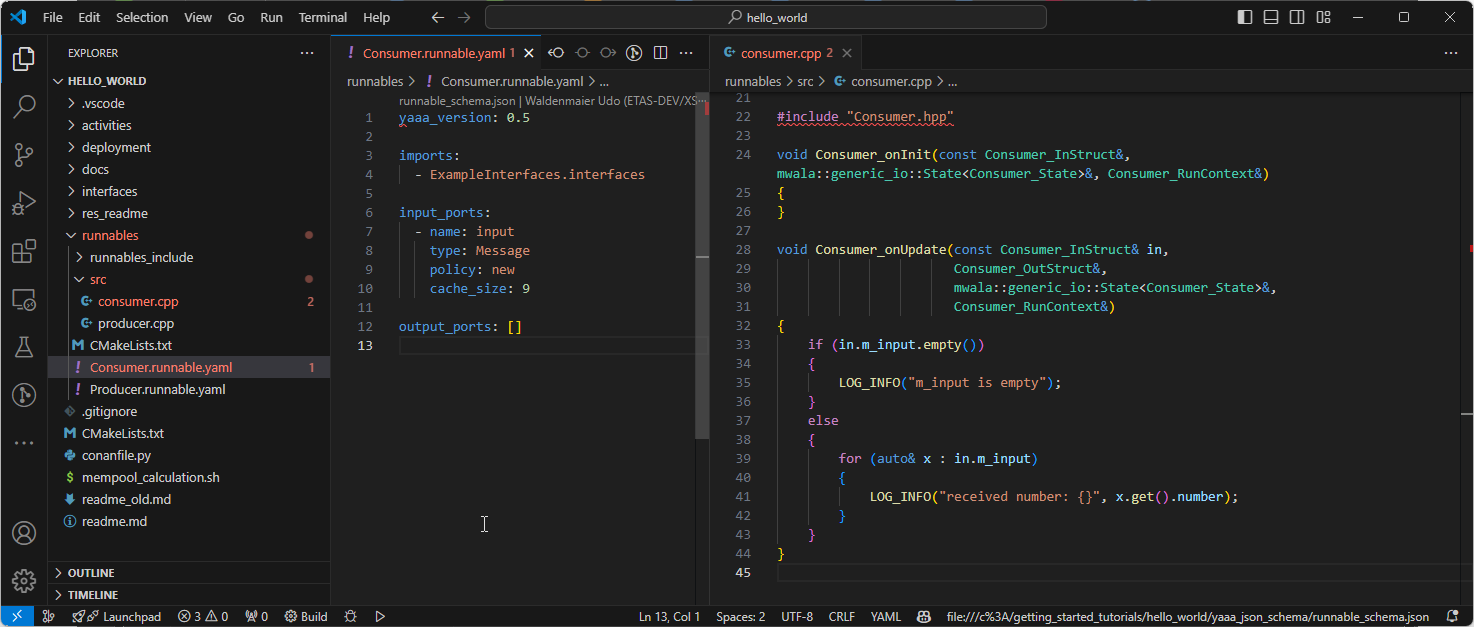 File Edit Selection View Go Run Terminal Help
hello_world
EXPLORER
HELLO_WORLD
.vscode
activities
deployment
docs
interfaces
res_readme
runnables
runnables_include
src
consumer.cpp 2
producer.cpp
CMakeLists.txt
Consumer.runnable.yaml 1
Producer.runnable.yaml
.gitignore
CMakeLists.txt
conanfile.py
mempool_calculation.sh
readme_old.md
readme.md
OUTLINE
TIMELINE
Consumer.runnable.yaml 1
runnables > Consumer.runnable.yaml > ...
runnable_schema.json | Waldenmaier Udo (ETAS-DEV/XS...
1 yaaa_version: 0.5
2
3 imports:
4 - ExampleInterfaces.interfaces
5
6 input_ports:
7 - name: input
8 type: Message
9 policy: new
10 cache_size: 9
11
12 output_ports: []
13
consumer.cpp 2
runnables > src > consumer.cpp > ...
21
22 #include "Consumer.hpp"
23
24 void Consumer_onInit(const Consumer_InStruct&,
mwala::generic_io::State<Consumer_State>&, Consumer_RunContext&)
25 {
26 }
27
28 void Consumer_onUpdate(const Consumer_InStruct& in,
29 Consumer_OutStruct&,
30 mwala::generic_io::State<Consumer_State>&,
31 Consumer_RunContext&)
32 {
33 if (in.m_input.empty())
34 {
35 LOG_INFO("m_input is empty");
36 }
37 else
38 {
39 for (auto& x : in.m_input)
40 {
41 LOG_INFO("received number: {}", x.get().number);
42 }
43 }
44 }
45
Launchpad 3 0 0 Build Ln 13, Col 1 Spaces: 2 UTF-8 CRLF YAML file:///c%3A/getting_started_tutorials/hello_world/yaaa_json_schema/runnable_schema.json